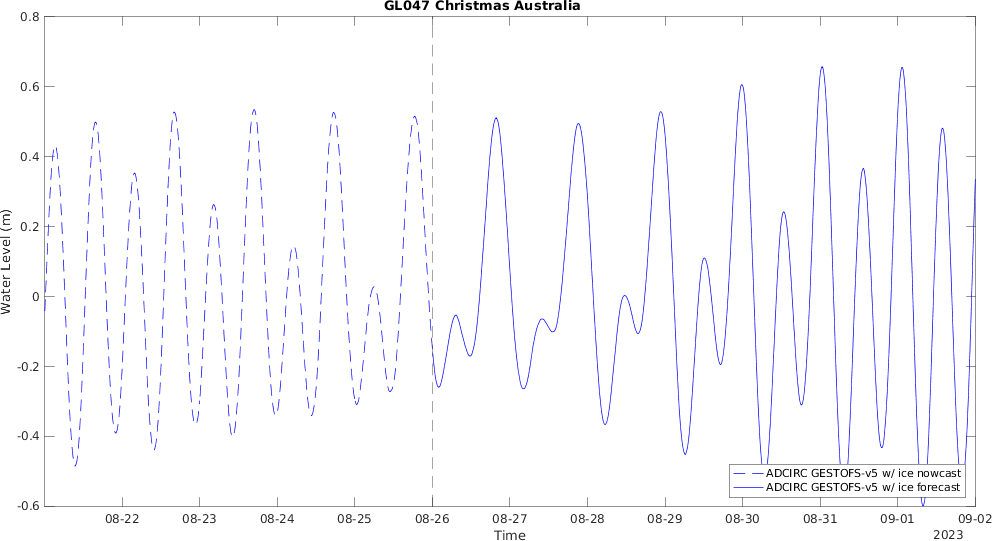 GL047 Christmas Australia
0.8
0.6
0.4
0.2
0
-0.2
-0.4
-0.6
Water Level (m)
ADCIRC GESTOFS-v5 w/ ice nowcast
ADCIRC GESTOFS-v5 w/ ice forecast
08-22 08-23 08-24 08-25 08-26 08-27 08-28 08-29 08-30 08-31 09-01 09-02
Time
2023